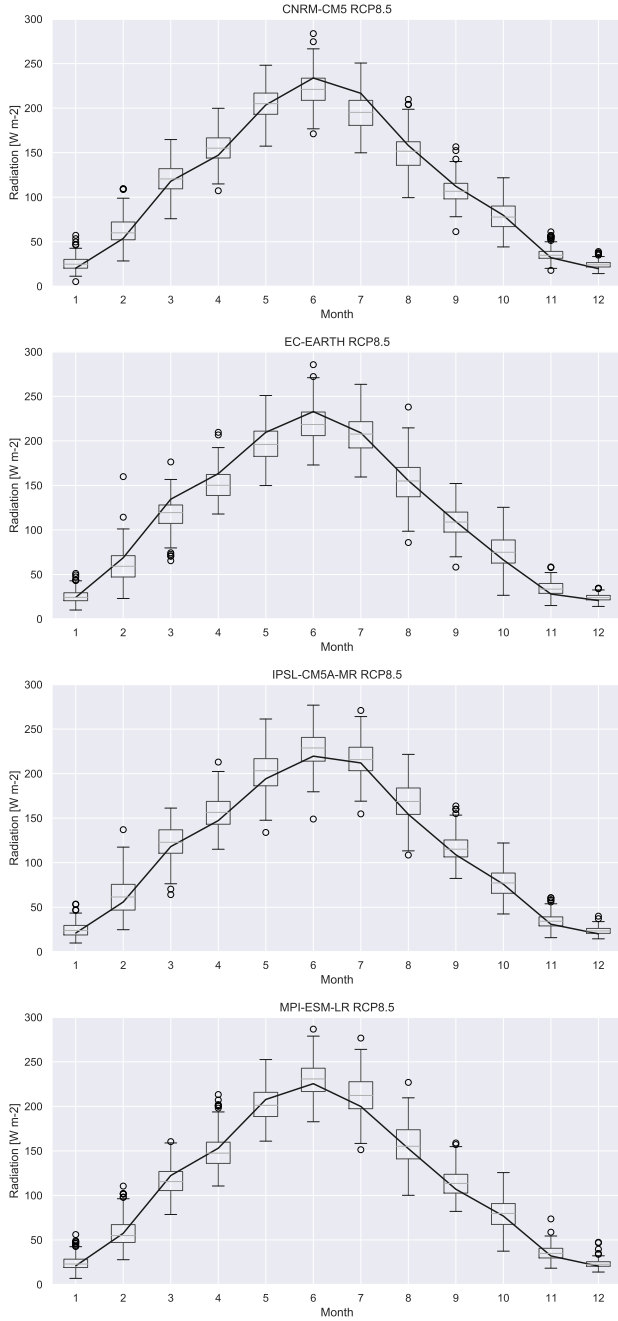 CNRM-CM5 RCP8.5
300
250
200
150
100
50
0
Radiation [W m-2]
1 2 3 4 5 6 7 8 9 10 11 12
Month
EC-EARTH RCP8.5
300
250
200
150
100
50
0
Radiation [W m-2]
1 2 3 4 5 6 7 8 9 10 11 12
Month
IPSL-CM5A-MR RCP8.5
300
250
200
150
100
50
0
Radiation [W m-2]
1 2 3 4 5 6 7 8 9 10 11 12
Month
MPI-ESM-LR RCP8.5
300
250
200
150
100
50
0
Radiation [W m-2]
1 2 3 4 5 6 7 8 9 10 11 12
Month